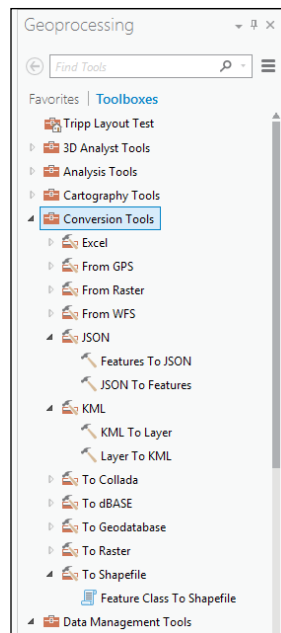 Geoprocessing
Find Tools
Favorites | Toolboxes
Tripp Layout Test
3D Analyst Tools
Analysis Tools
Cartography Tools
Conversion Tools
Excel
From GPS
From Raster
From WFS
JSON
Features To JSON
JSON To Features
KML
KML To Layer
Layer To KML
To Collada
To dBASE
To Geodatabase
To Raster
To Shapefile
Feature Class To Shapefile
Data Management Tools